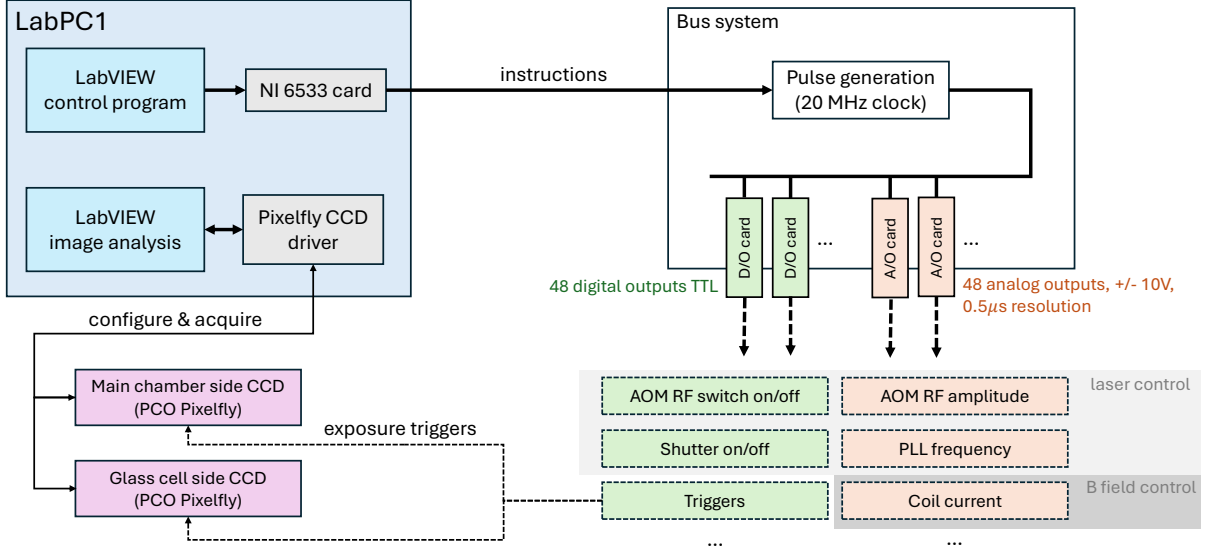 LabPC1
LabVIEW
control program
NI 6533 card
instructions
Bus system
Pulse generation
(20 MHz clock)
LabVIEW
image analysis
Pixelfly CCD
driver
D/O card
D/O card
...
A/O card
A/O card
...
48 digital outputs TTL
48 analog outputs, +/- 10V,
0.5μs resolution
configure & acquire
Main chamber side CCD
(PCO Pixelfly)
exposure triggers
Glass cell side CCD
(PCO Pixelfly)
laser control
AOM RF switch on/off
AOM RF amplitude
Shutter on/off
PLL frequency
B field control
Triggers
Coil current
...
...